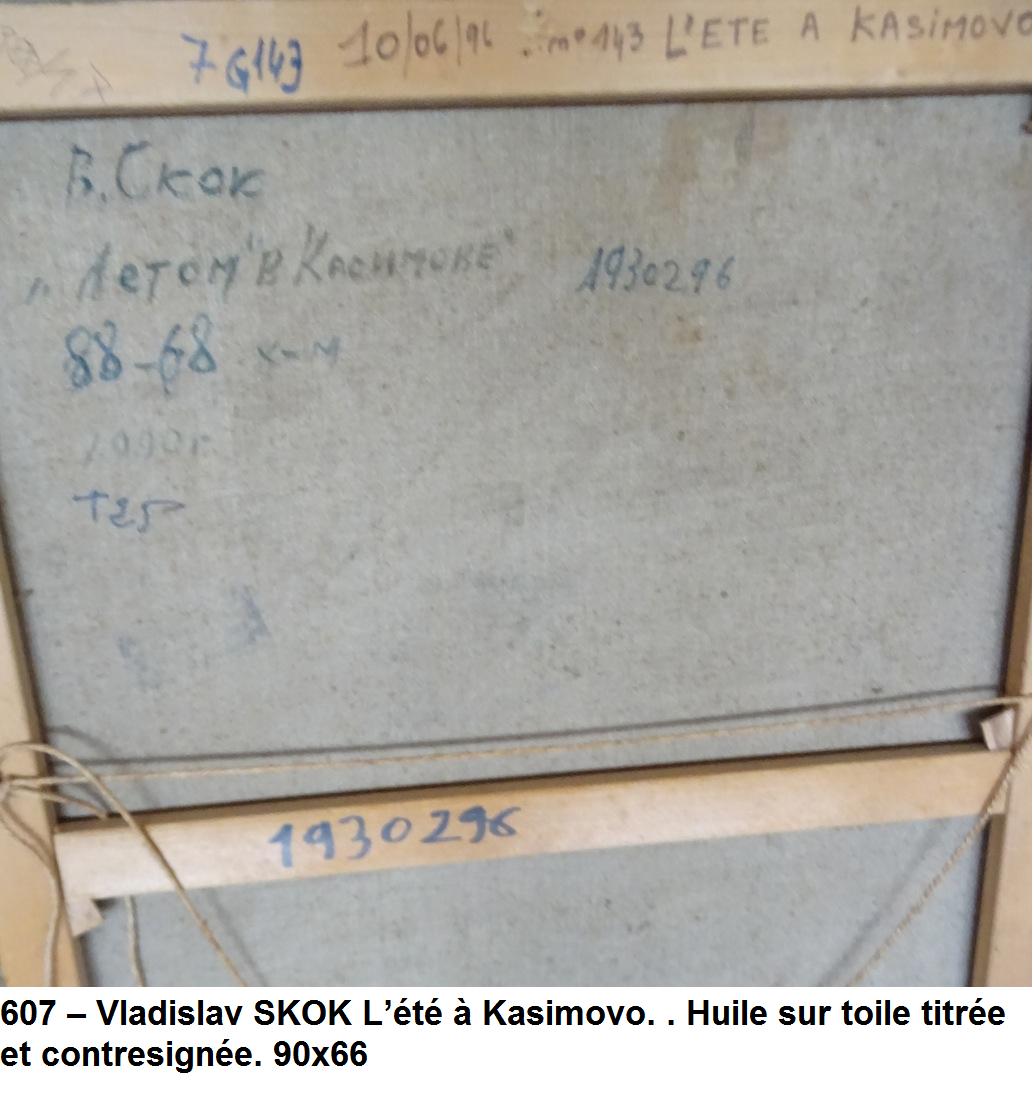 7G143 10/06/96 n° 143 L'ETE A KASIMOVO
В. Скок
„Летом" в Касимове" 1930296
88-68 х-м
1990г.
T25
1930296
607 – Vladislav SKOK L’été à Kasimovo. . Huile sur toile titrée
et contresignée. 90x66